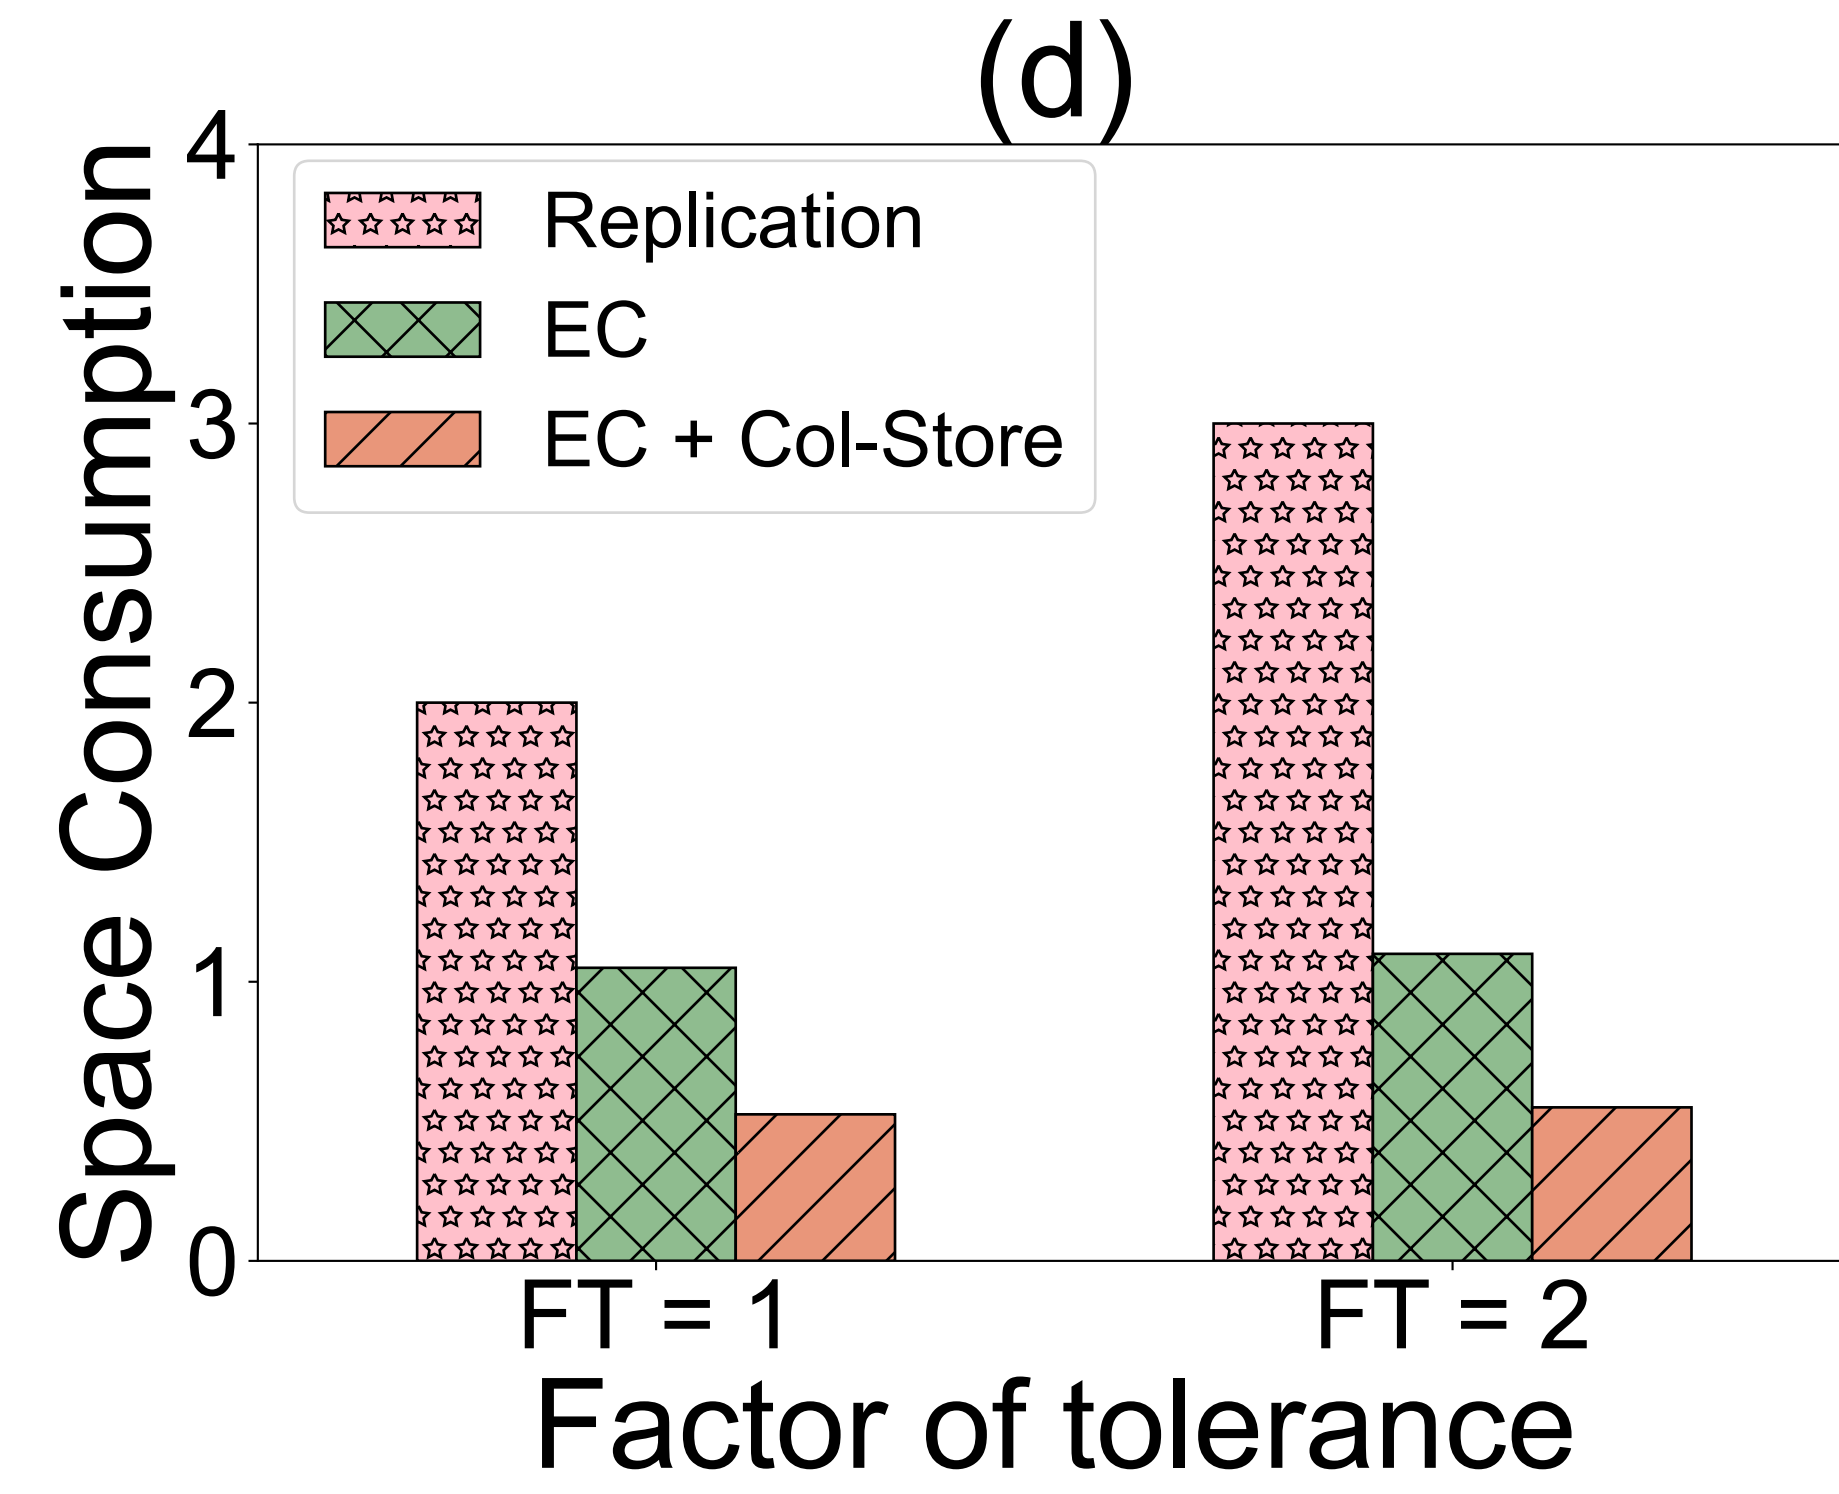 (d)
Space Consumption
4
3
2
1
0
Replication
EC
EC + Col-Store
FT = 1
FT = 2
Factor of tolerance